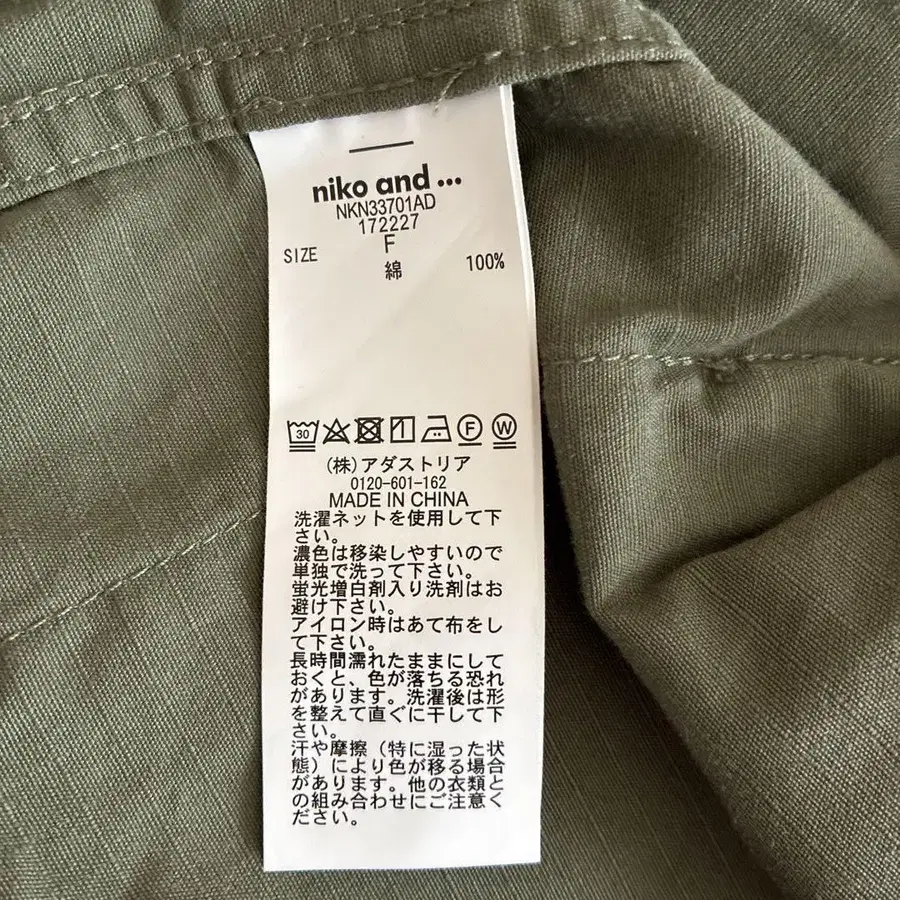 niko and ...
NKN33701AD
172227
SIZE F
綿 100%
30 F W
(株)アダストリア
0120-601-162
MADE IN CHINA
洗濯ネットを使用して下
さい。
濃色は移染しやすいので
単独で洗って下さい。
蛍光増白剤入り洗剤はお
避け下さい。
アイロン時はあて布をし
て下さい。
長時間濡れたままにして
おくと、色が落ちる恐れ
があります。洗濯後は形
を整えて直ぐに干して下
さい。
汗や摩擦（特に湿った状
態）により色が移る場合
があります。他の衣類と
の組み合わせにご注意く
ださい。